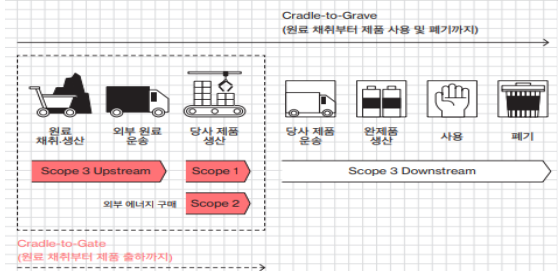 Cradle-to-Grave
(원료 채취부터 제품 사용 및 폐기까지)
원료
채취·생산
외부 원료
운송
당사 제품
생산
당사 제품
운송
완제품
생산
사용
폐기
Scope 3 Upstream
Scope 1
Scope 3 Downstream
외부 에너지 구매
Scope 2
Cradle-to-Gate
(원료 채취부터 제품 출하까지)